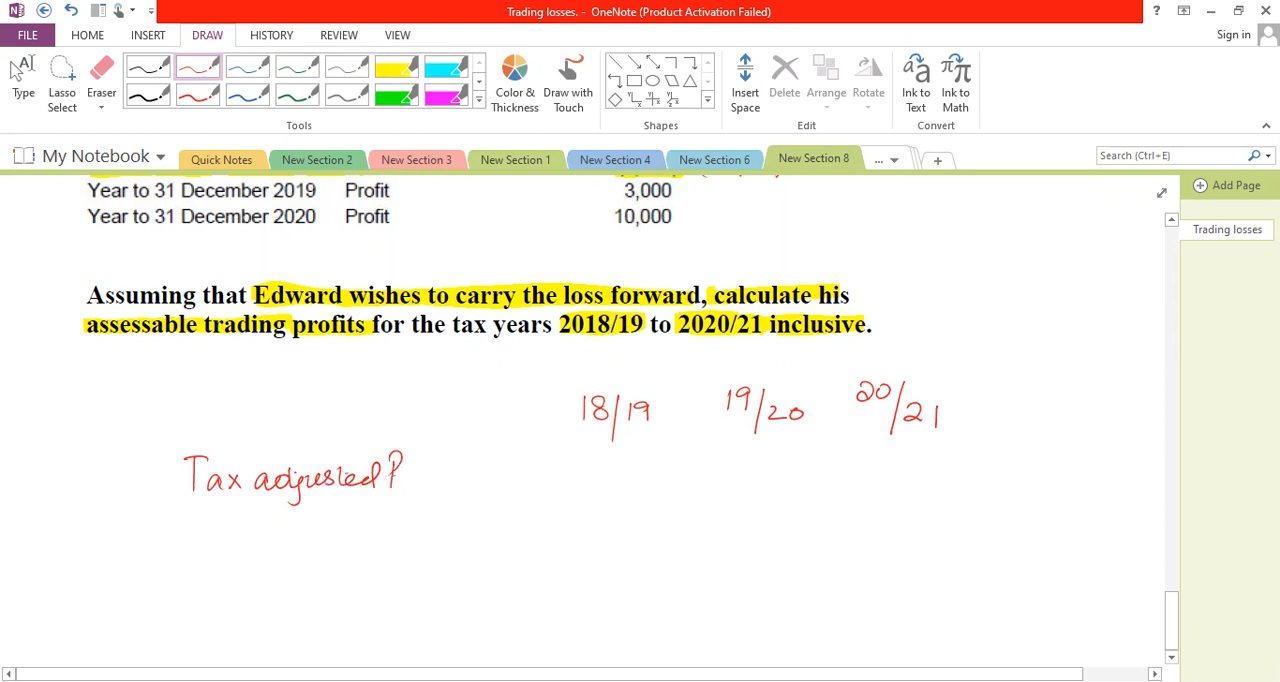 Trading losses. - OneNote (Product Activation Failed)
FILE HOME INSERT DRAW HISTORY REVIEW VIEW Sign in
Type Lasso Select Eraser Color & Thickness Draw with Touch Insert Space Delete Arrange Rotate Ink to Text Ink to Math
Tools Shapes Edit Convert
My Notebook Quick Notes New Section 2 New Section 3 New Section 1 New Section 4 New Section 6 New Section 8 ... Search (Ctrl+E)
Add Page
Trading losses
Year to 31 December 2019 Profit 3,000
Year to 31 December 2020 Profit 10,000
Assuming that Edward wishes to carry the loss forward, calculate his
assessable trading profits for the tax years 2018/19 to 2020/21 inclusive.
18/19 19/20 20/21
Tax adjusted P